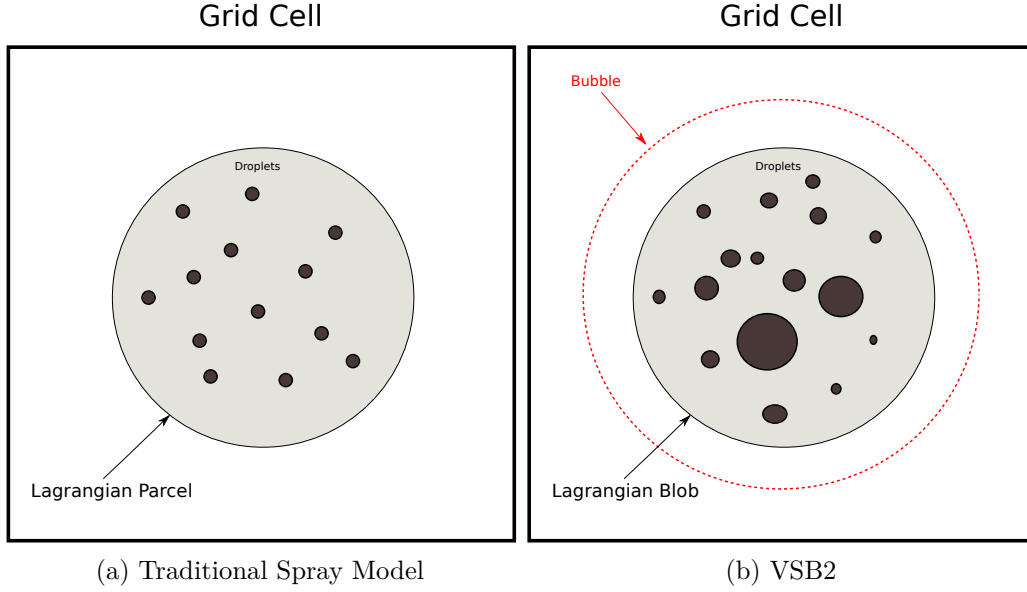 Grid Cell
Droplets
Lagrangian Parcel
(a) Traditional Spray Model
Grid Cell
Bubble
Droplets
Lagrangian Blob
(b) VSB2